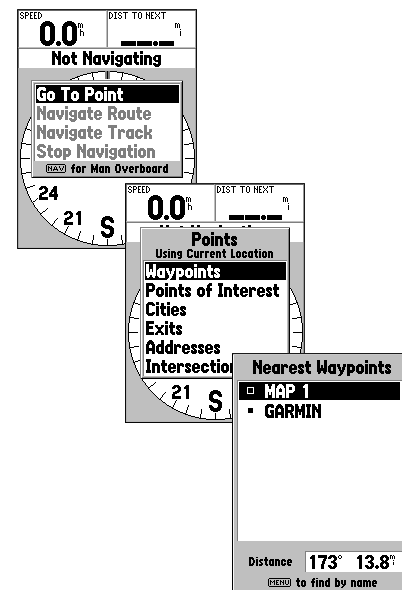 SPEED DIST TO NEXT
0.0 m h __._ m i
Not Navigating
Go To Point
Navigate Route
Navigate Track
Stop Navigation
NAV for Man Overboard
24
21
S
SPEED DIST TO NEXT
0.0 m h __._ m i
Points
Using Current Location
Waypoints
Points of Interest
Cities
Exits
Addresses
Intersection
21
S
Nearest Waypoints
MAP 1
GARMIN
Distance 173° 13.8 m i
MENU to find by name